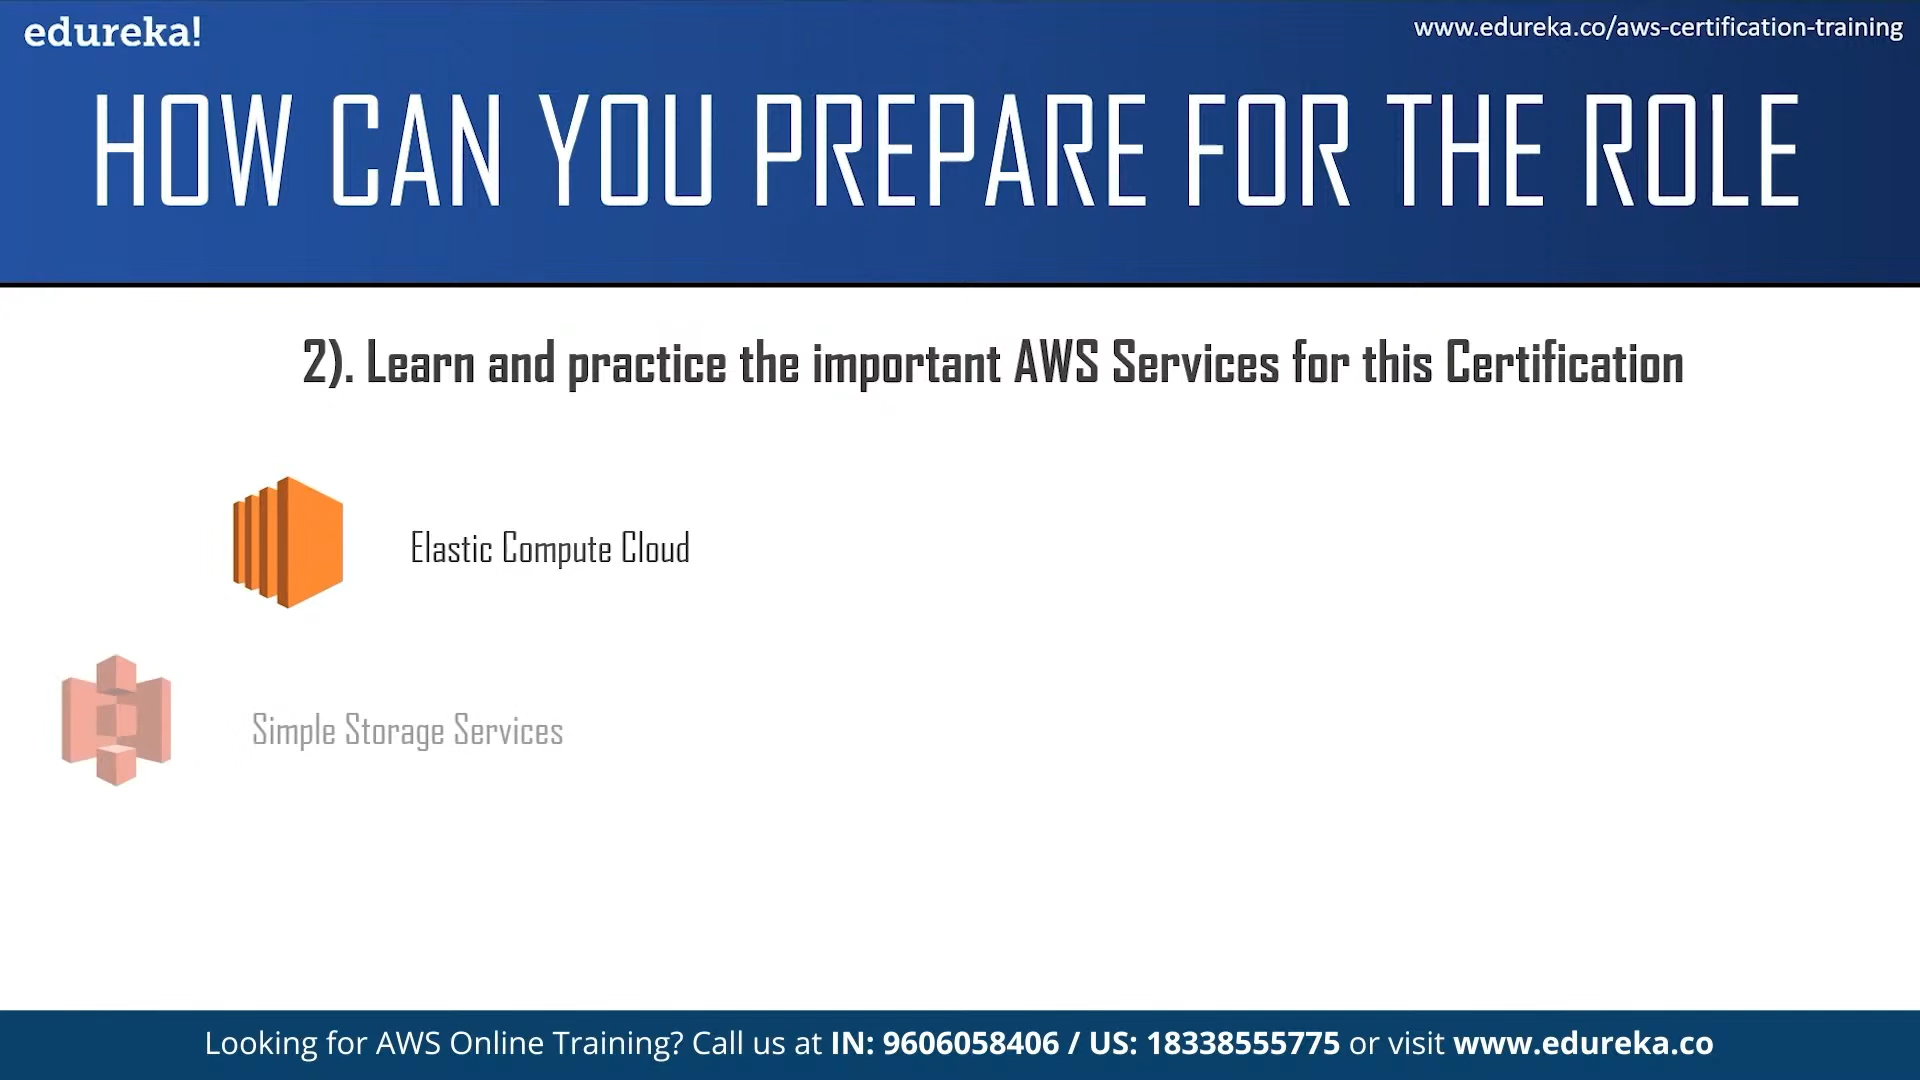 edureka!
www.edureka.co/aws-certification-training
HOW CAN YOU PREPARE FOR THE ROLE
2). Learn and practice the important AWS Services for this Certification
Elastic Compute Cloud
Simple Storage Services
Looking for AWS Online Training? Call us at IN: 9606058406 / US: 18338555775 or visit www.edureka.co